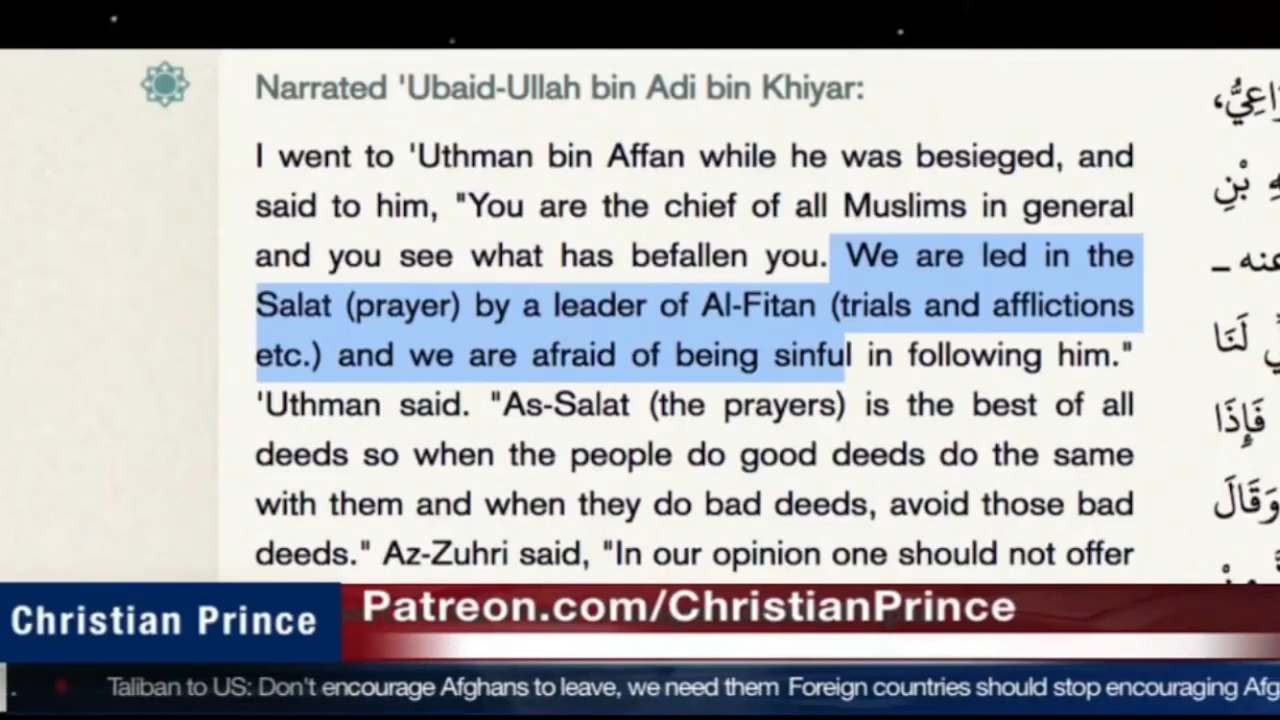 Narrated 'Ubaid-Ullah bin Adi bin Khiyar:
I went to 'Uthman bin Affan while he was besieged, and
said to him, "You are the chief of all Muslims in general
and you see what has befallen you. We are led in the
Salat (prayer) by a leader of Al-Fitan (trials and afflictions
etc.) and we are afraid of being sinful in following him."
'Uthman said. "As-Salat (the prayers) is the best of all
deeds so when the people do good deeds do the same
with them and when they do bad deeds, avoid those bad
deeds." Az-Zuhri said, "In our opinion one should not offer
بْنِ
عنه ـ
لَنَا
فَإِذَا
وَقَالَ
Christian Prince
Patreon.com/ChristianPrince
. Taliban to US: Don't encourage Afghans to leave, we need them Foreign countries should stop encouraging